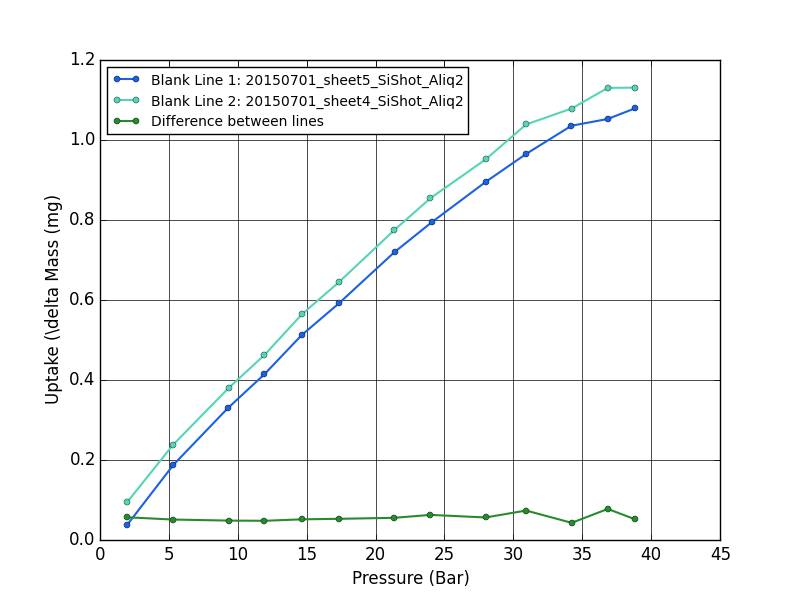 Blank Line 1: 20150701_sheet5_SiShot_Aliq2
Blank Line 2: 20150701_sheet4_SiShot_Aliq2
Difference between lines
1.2
1.0
0.8
0.6
0.4
0.2
0.0
Uptake (\delta Mass (mg)
0 5 10 15 20 25 30 35 40 45
Pressure (Bar)